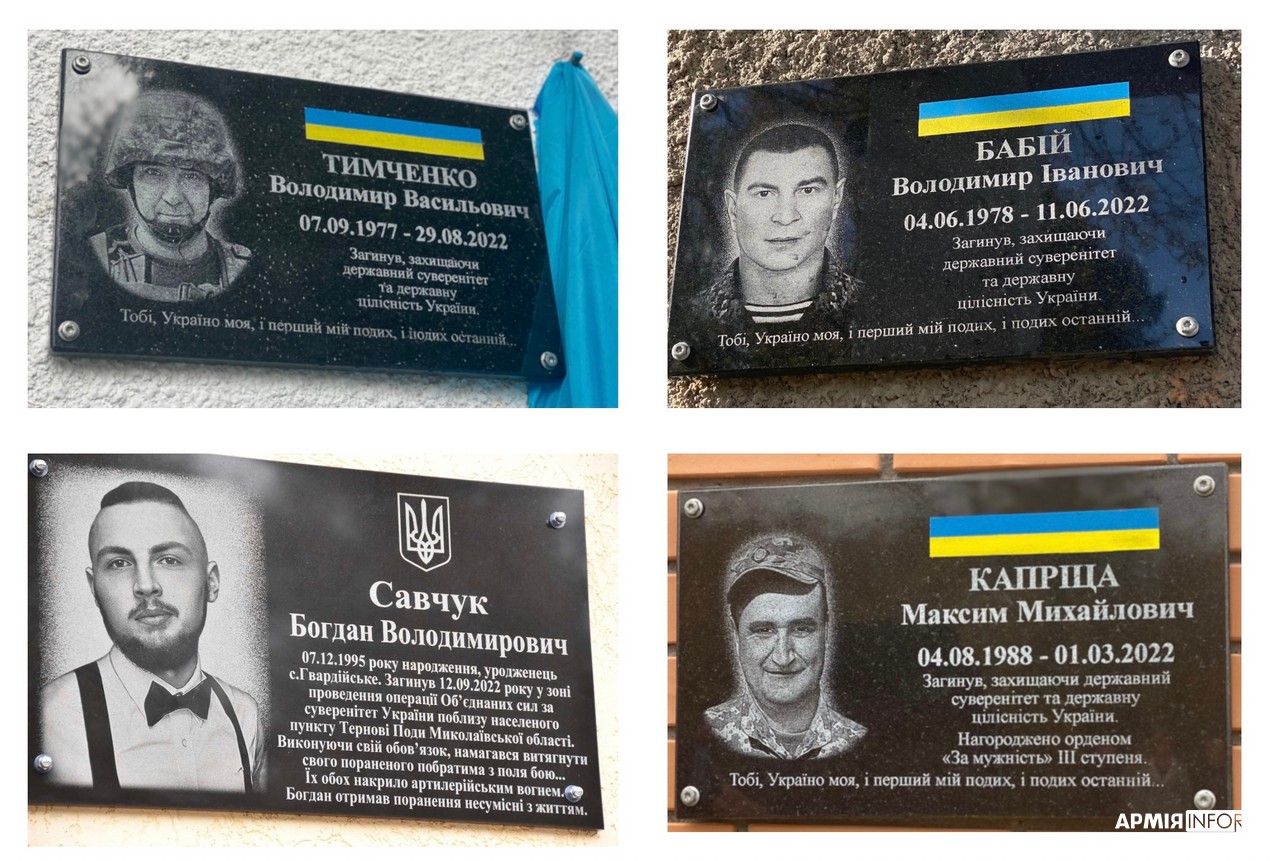 ТИМЧЕНКО
Володимир Васильович
07.09.1977 - 29.08.2022
Загинув, захищаючи
державний суверенітет
та державну
цілісність України.
Тобі, Україно моя, і перший мій подих, і подих останній...
БАБІЙ
Володимир Іванович
04.06.1978 - 11.06.2022
Загинув, захищаючи
державний суверенітет
та державну
цілісність України.
Тобі, Україно моя, і перший мій подих, і подих останній...
Савчук
Богдан Володимирович
07.12.1995 року народження, уродженець
с.Гвардійське. Загинув 12.09.2022 року у зоні
проведення операції Об’єднаних сил за
суверенітет України поблизу населеного
пункту Тернові Поди Миколаївської області.
Виконуючи свій обов’язок, намагався витягнути
свого пораненого побратима з поля бою...
Їх обох накрило артилерійським вогнем.
Богдан отримав поранення несумісні з життям.
КАПРІЦА
Максим Михайлович
04.08.1988 - 01.03.2022
Загинув, захищаючи державний
суверенітет та державну
цілісність України.
Нагороджено орденом
«За мужність» ІІІ ступеня.
Тобі, Україно моя, і перший мій подих, і подих останній...
АРМІЯINFOR